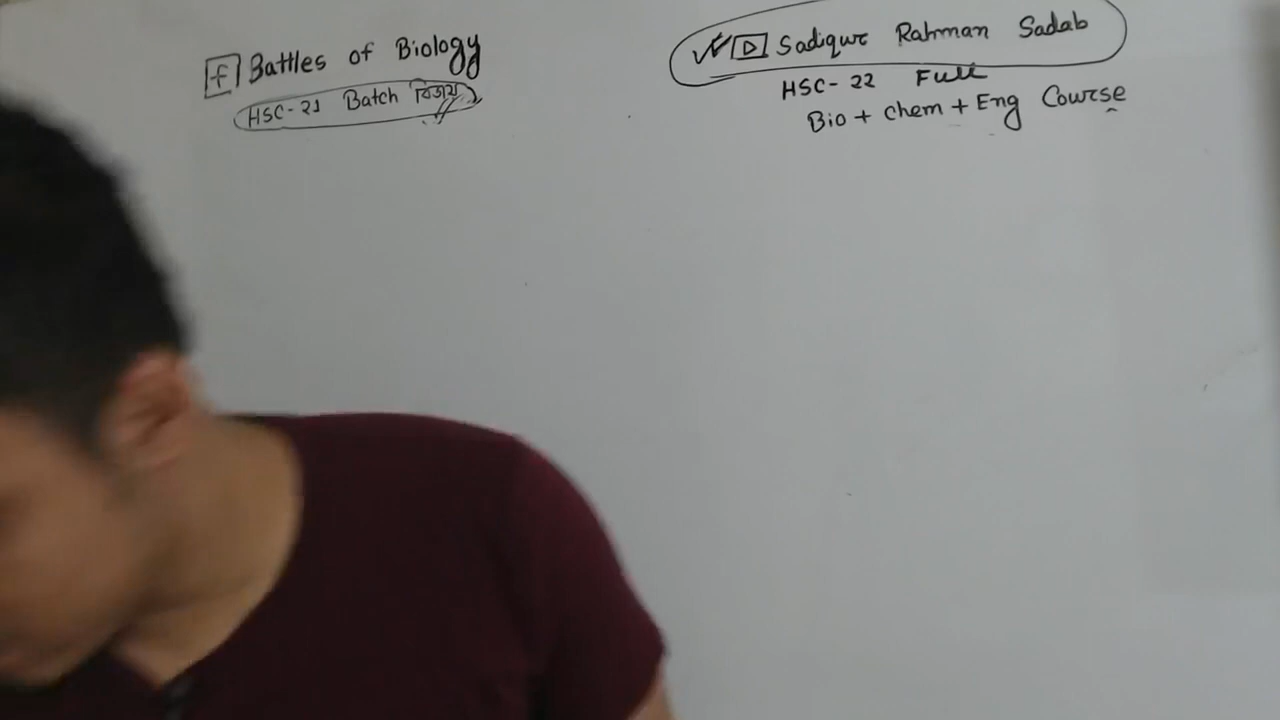 f Battles of Biology
HSC-21 Batch বিজয়
Sadiqur Rahman Sadab
HSC-22 Full
Bio + chem + Eng Course